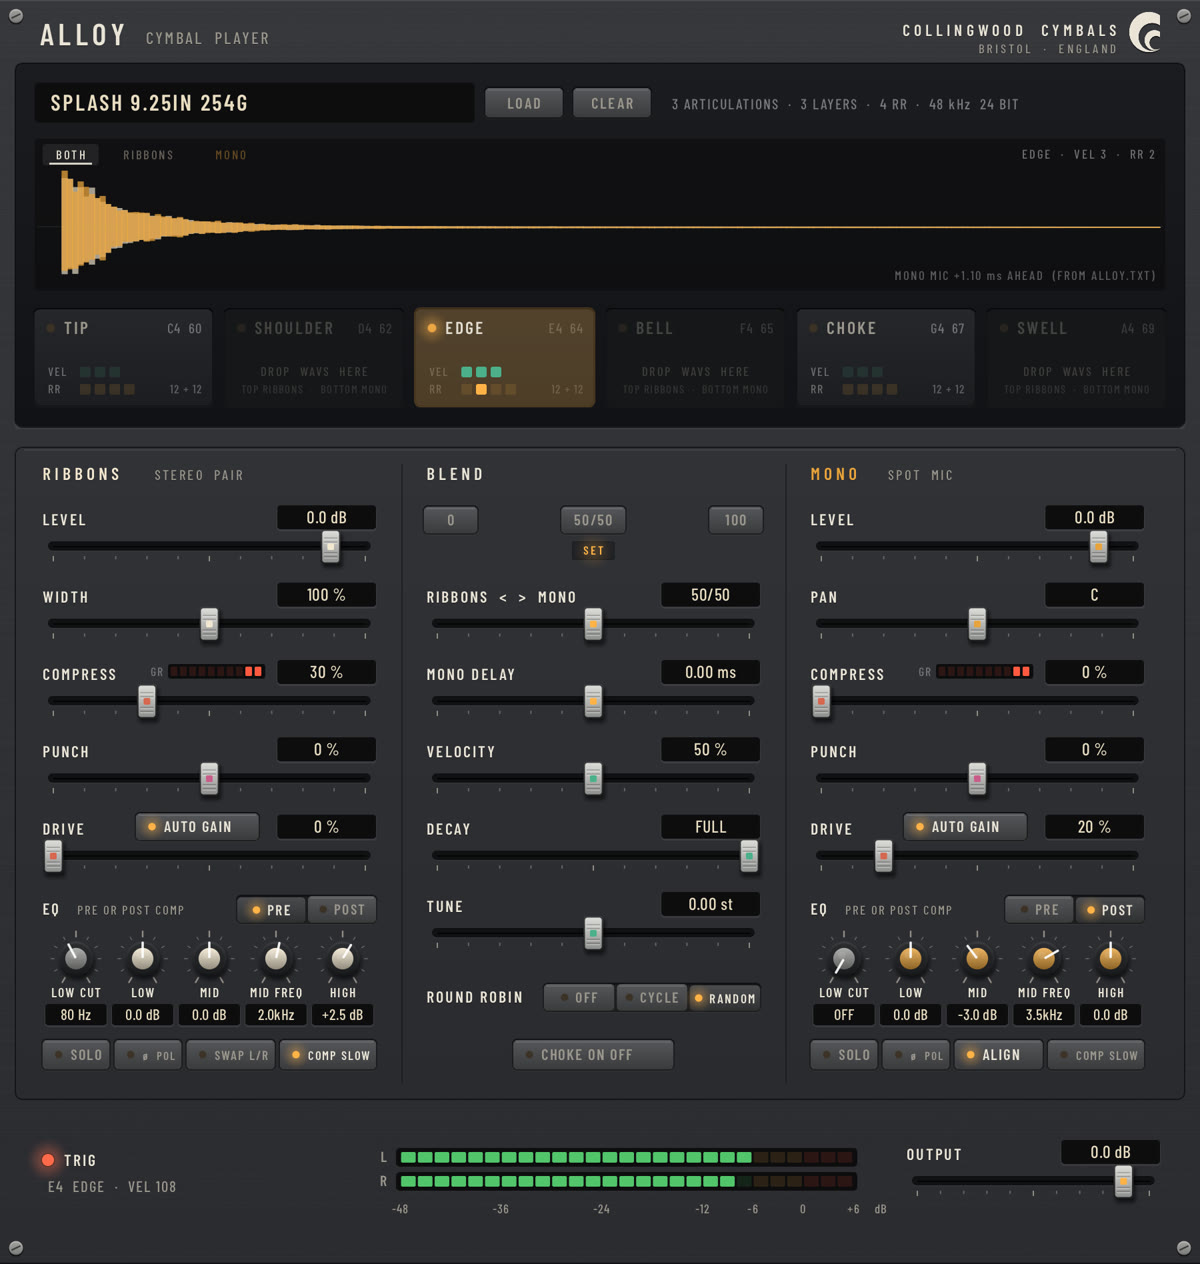 ALLOY CYMBAL PLAYER
COLLINGWOOD CYMBALS
BRISTOL · ENGLAND
SPLASH 9.25IN 254G LOAD CLEAR 3 ARTICULATIONS · 3 LAYERS · 4 RR · 48 kHz 24 BIT
BOTH RIBBONS MONO EDGE · VEL 3 · RR 2
MONO MIC +1.10 ms AHEAD (FROM ALLOY.TXT)
TIP C4 60 SHOULDER D4 62 EDGE E4 64 BELL F4 65 CHOKE G4 67 SWELL A4 69
VEL DROP WAVS HERE VEL DROP WAVS HERE VEL DROP WAVS HERE
RR 12 + 12 TOP RIBBONS · BOTTOM MONO RR 12 + 12 TOP RIBBONS · BOTTOM MONO RR 12 + 12 TOP RIBBONS · BOTTOM MONO
RIBBONS STEREO PAIR
LEVEL 0.0 dB
WIDTH 100 %
COMPRESS GR 30 %
PUNCH 0 %
DRIVE AUTO GAIN 0 %
EQ PRE OR POST COMP PRE POST
LOW CUT LOW MID MID FREQ HIGH
80 Hz 0.0 dB 0.0 dB 2.0kHz +2.5 dB
SOLO ø POL SWAP L/R COMP SLOW
BLEND
0 50/50 100
SET
RIBBONS < > MONO 50/50
MONO DELAY 0.00 ms
VELOCITY 50 %
DECAY FULL
TUNE 0.00 st
ROUND ROBIN OFF CYCLE RANDOM
CHOKE ON OFF
MONO SPOT MIC
LEVEL 0.0 dB
PAN C
COMPRESS GR 0 %
PUNCH 0 %
DRIVE AUTO GAIN 20 %
EQ PRE OR POST COMP PRE POST
LOW CUT LOW MID MID FREQ HIGH
OFF 0.0 dB -3.0 dB 3.5kHz 0.0 dB
SOLO ø POL ALIGN COMP SLOW
TRIG
E4 EDGE · VEL 108
L
R
-48 -36 -24 -12 -6 0 +6 dB
OUTPUT 0.0 dB